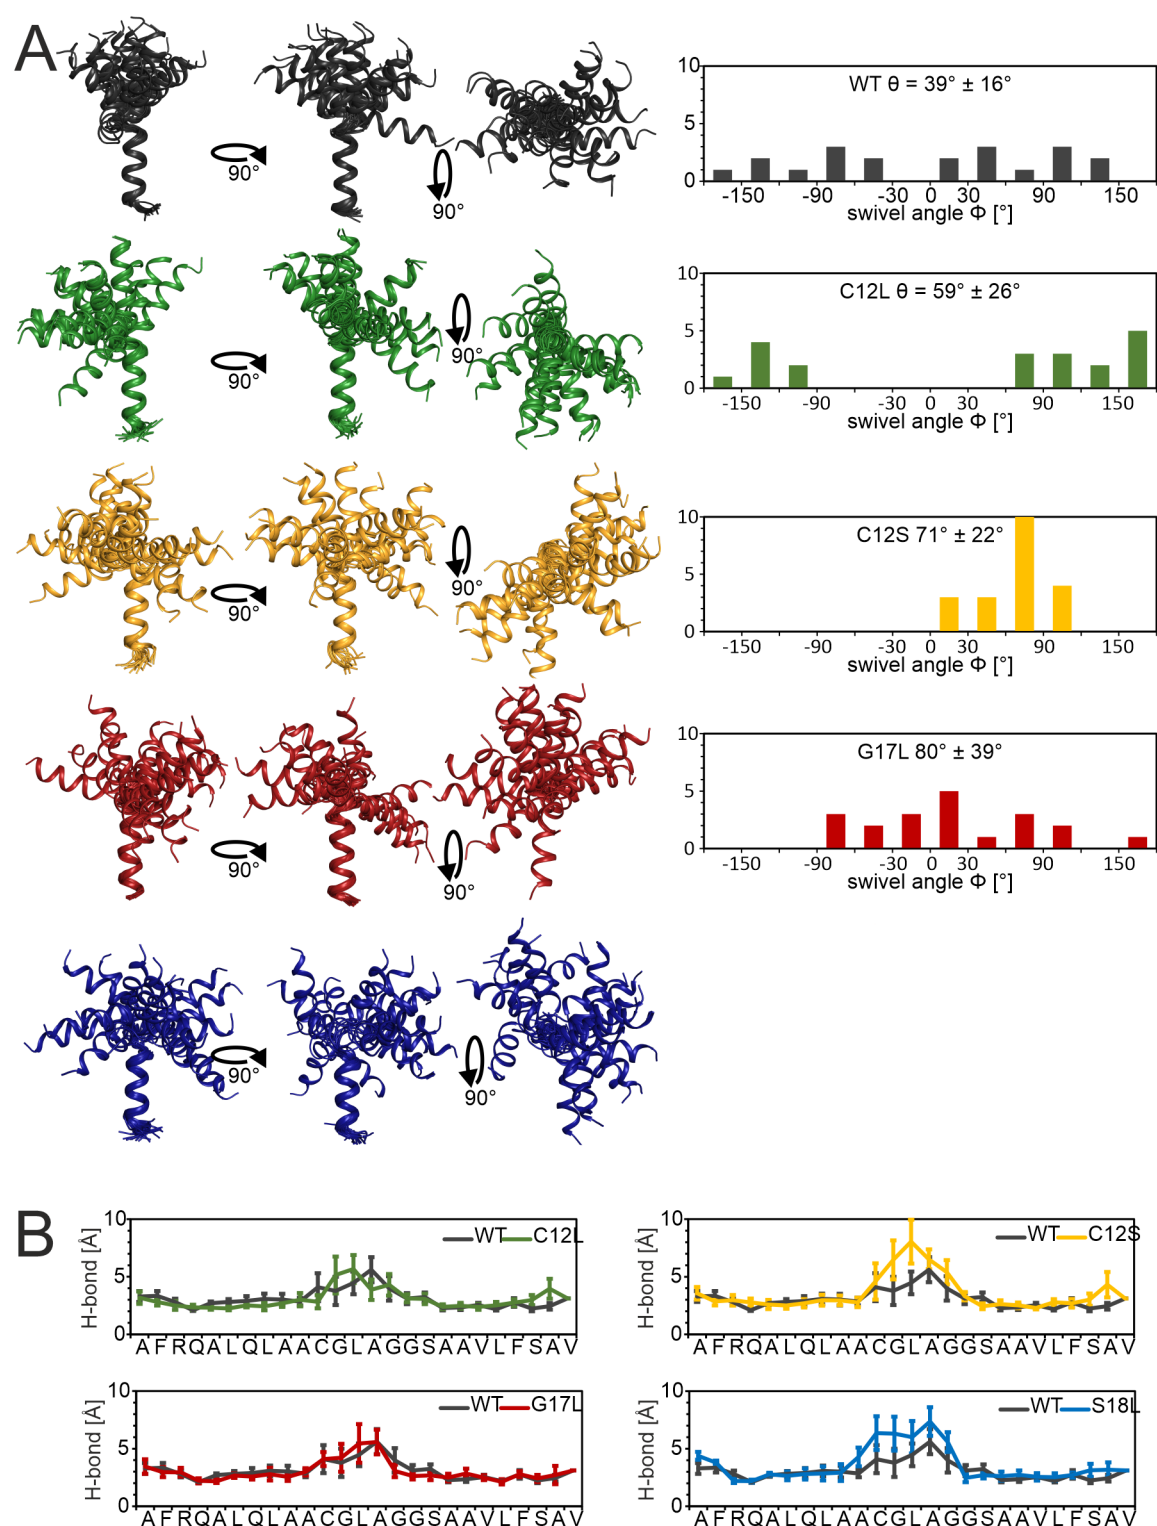 A
90°
90°
10
5
0
WT θ = 39° ± 16°
-150 -90 -30 0 30 90 150
swivel angle Φ [°]
90°
90°
10
5
0
C12L θ = 59° ± 26°
-150 -90 -30 0 30 90 150
swivel angle Φ [°]
90°
90°
10
5
0
C12S 71° ± 22°
-150 -90 -30 0 30 90 150
swivel angle Φ [°]
90°
90°
10
5
0
G17L 80° ± 39°
-150 -90 -30 0 30 90 150
swivel angle Φ [°]
90°
90°
B
H-bond [Å]
10
5
0
WT C12L
A F R Q A L Q L A A C G L A G G S A A V L F S A V
H-bond [Å]
10
5
0
WT C12S
A F R Q A L Q L A A C G L A G G S A A V L F S A V
H-bond [Å]
10
5
0
WT G17L
A F R Q A L Q L A A C G L A G G S A A V L F S A V
H-bond [Å]
10
5
0
WT S18L
A F R Q A L Q L A A C G L A G G S A A V L F S A V